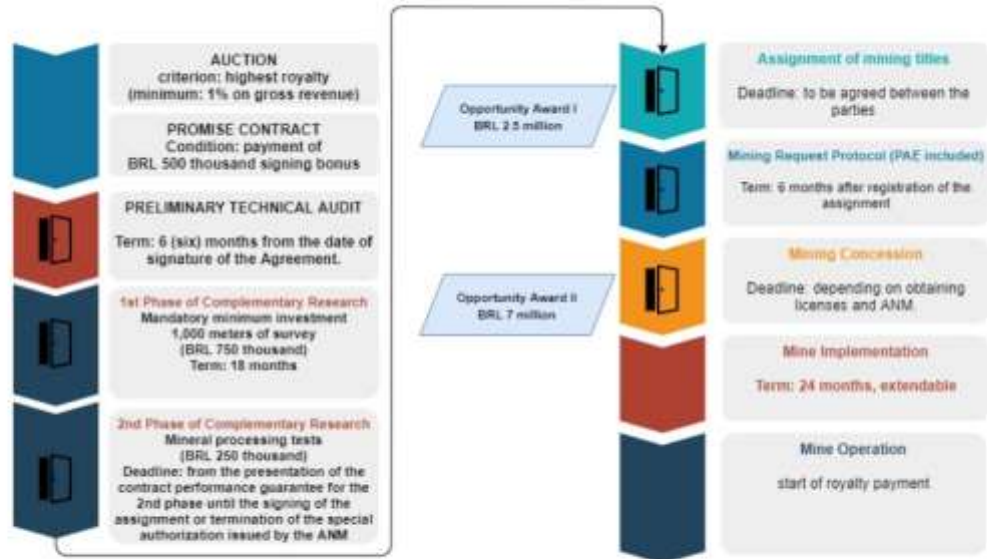 AUCTION
criterion: highest royalty
(minimum: 1% on gross revenue)
PROMISE CONTRACT
Condition: payment of
BRL 500 thousand signing bonus
PRELIMINARY TECHNICAL AUDIT
Term: 6 (six) months from the date of
signature of the Agreement.
1st Phase of Complementary Research
Mandatory minimum investment
1,000 meters of survey
(BRL 750 thousand)
Term: 18 months
2nd Phase of Complementary Research
Mineral processing tests
(BRL 250 thousand)
Deadline: from the presentation of the
contract performance guarantee for the
2nd phase until the signing of the
assignment or termination of the special
authorization issued by the ANM
Opportunity Award I
BRL 2.5 million
Opportunity Award II
BRL 7 million
Assignment of mining titles
Deadline: to be agreed between the
parties
Mining Request Protocol (PAE included)
Term: 6 months after registration of the
assignment
Mining Concession
Deadline: depending on obtaining
licenses and ANM.
Mine Implementation
Term: 24 months, extendable
Mine Operation
start of royalty payment